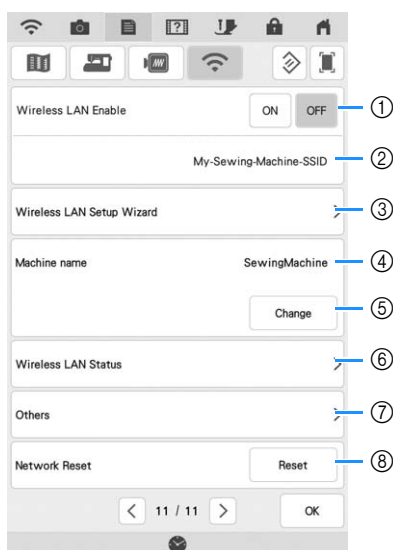 Wireless LAN Enable ON OFF ①
My-Sewing-Machine-SSID ②
Wireless LAN Setup Wizard > ③
Machine name SewingMachine ④
Change ⑤
Wireless LAN Status > ⑥
Others > ⑦
Network Reset Reset ⑧
< 11 / 11 > OK